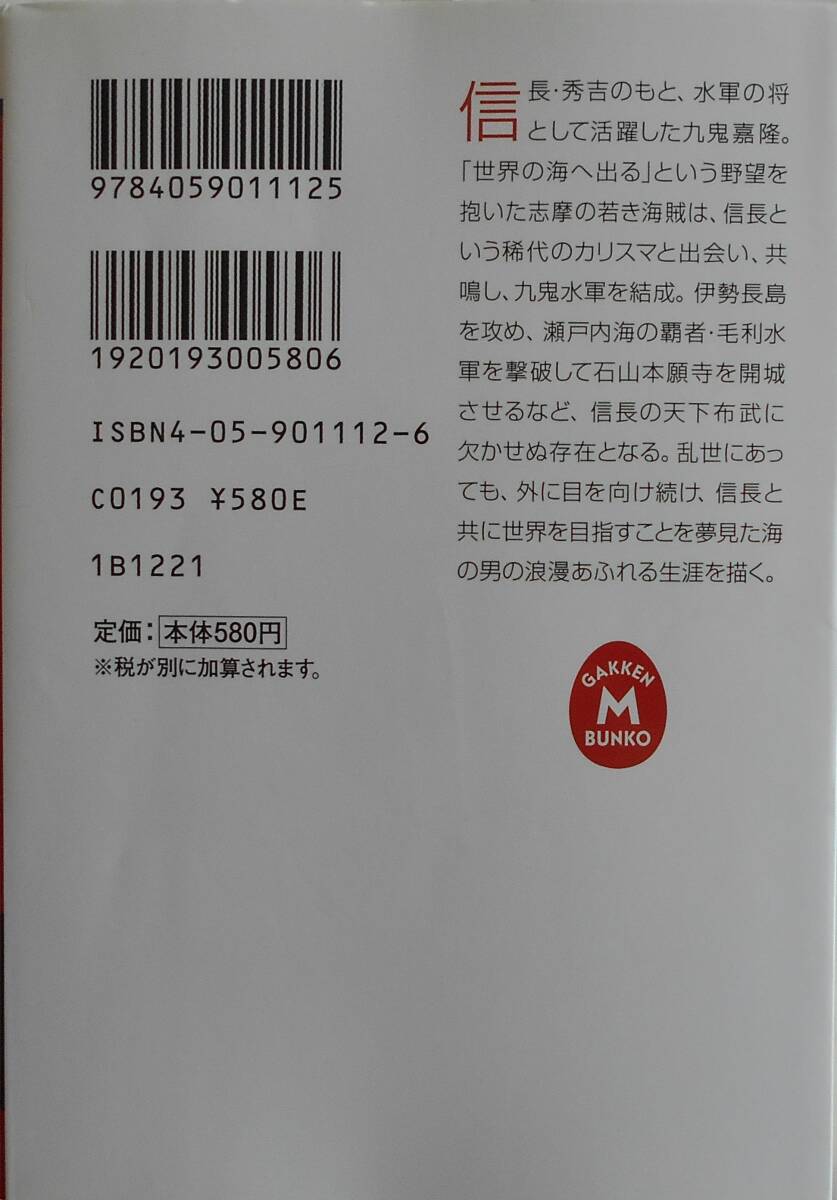 9784059011125
1920193005806
ISBN4-05-901112-6
C0193 ¥580E
1B1221
定価：本体580円
※税が別に加算されます。
信長・秀吉のもと、水軍の将
として活躍した九鬼嘉隆。
「世界の海へ出る」という野望を
抱いた志摩の若き海賊は、信長と
いう稀代のカリスマと出会い、共
鳴し、九鬼水軍を結成。伊勢長島
を攻め、瀬戸内海の覇者・毛利水
軍を撃破して石山本願寺を開城
させるなど、信長の天下布武に
欠かせぬ存在となる。乱世にあっ
ても、外に目を向け続け、信長と
共に世界を目指すことを夢見た海
の男の浪漫あふれる生涯を描く。
GAKKEN
M
BUNKO